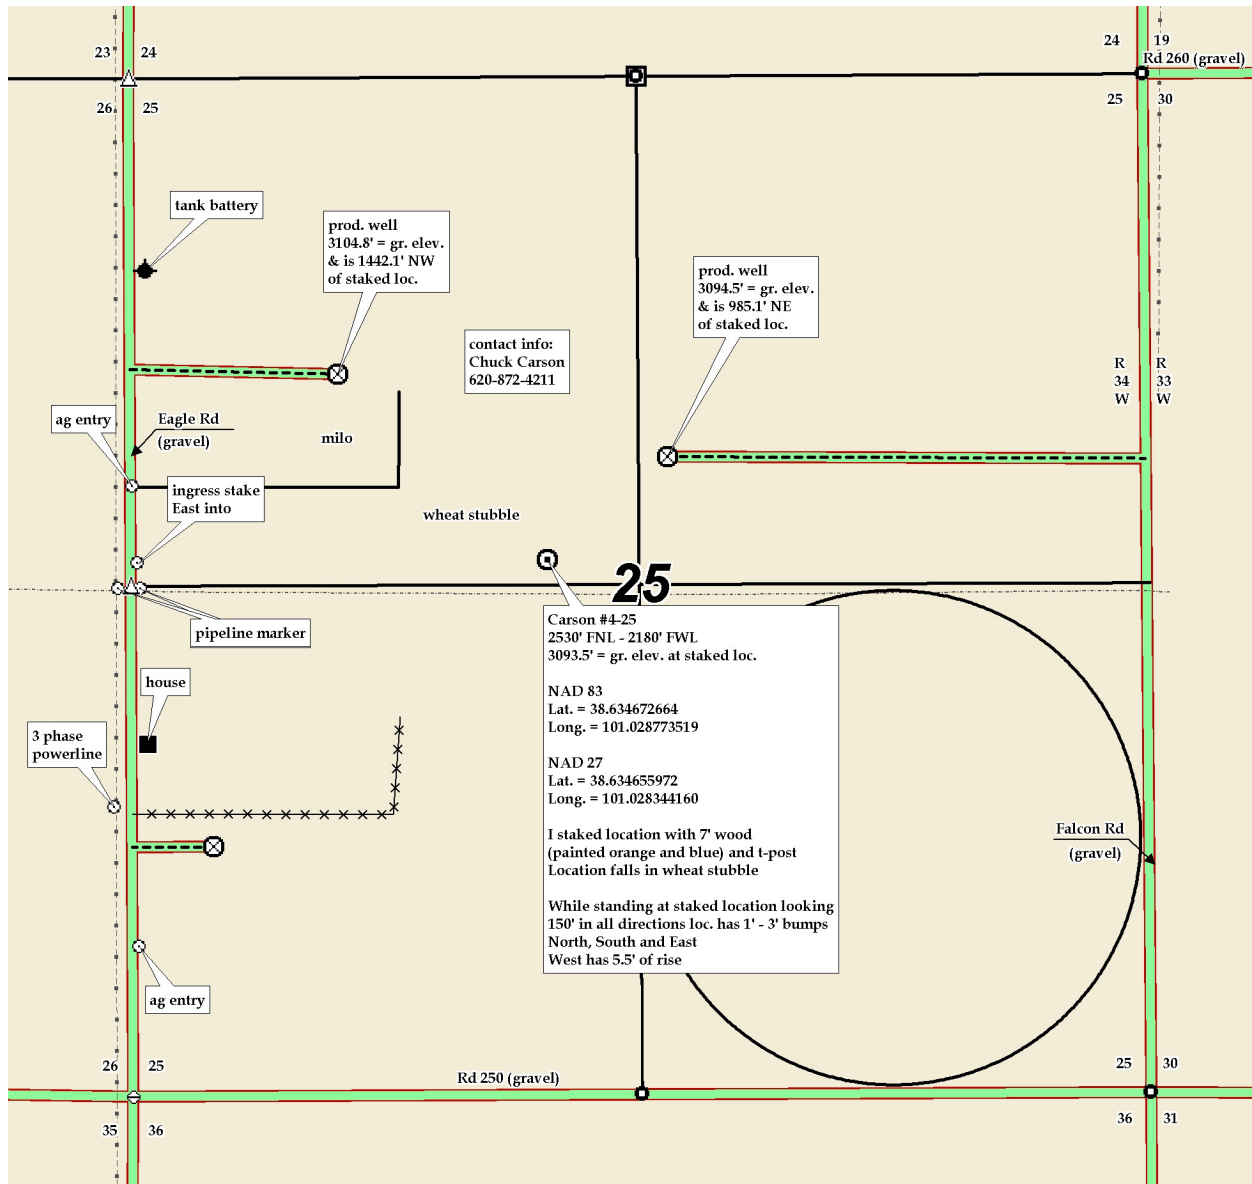 23 24
24 19
Rd 260 (gravel)
26 25
25 30
tank battery
prod. well
3104.8' = gr. elev.
& is 1442.1' NW
of staked loc.
prod. well
3094.5' = gr. elev.
& is 985.1' NE
of staked loc.
contact info:
Chuck Carson
620-872-4211
R R
34 33
W W
ag entry
Eagle Rd
(gravel)
milo
ingress stake
East into
wheat stubble
25
pipeline marker
Carson #4-25
2530' FNL - 2180' FWL
3093.5' = gr. elev. at staked loc.
NAD 83
Lat. = 38.634672664
Long. = 101.028773519
NAD 27
Lat. = 38.634655972
Long. = 101.028344160
I staked location with 7' wood
(painted orange and blue) and t-post
Location falls in wheat stubble
While standing at staked location looking
150' in all directions loc. has 1' - 3' bumps
North, South and East
West has 5.5' of rise
house
3 phase
powerline
Falcon Rd
(gravel)
ag entry
26 25
Rd 250 (gravel)
25 30
35 36
36 31